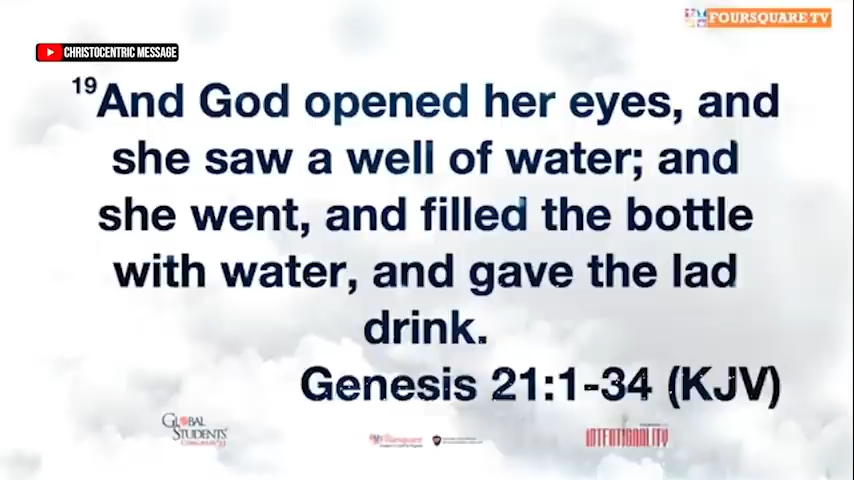 FOURSQUARE TV
CHRISTOCENTRIC MESSAGE
19And God opened her eyes, and
she saw a well of water; and
she went, and filled the bottle
with water, and gave the lad
drink.
Genesis 21:1-34 (KJV)
GLOBAL
STUDENTS'
Foursquare
INTENTIONALITY